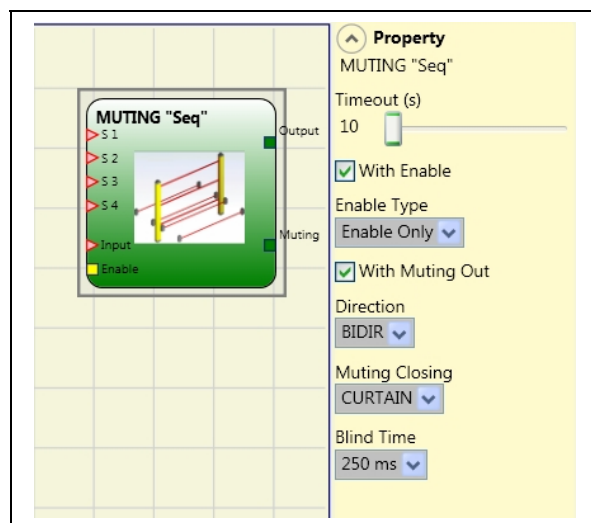 MUTING "Seq"
S 1
S 2
S 3
S 4
Input
Enable
Output
Muting
Property
MUTING "Seq"
Timeout (s)
10
With Enable
Enable Type
Enable Only
With Muting Out
Direction
BIDIR
Muting Closing
CURTAIN
Blind Time
250 ms